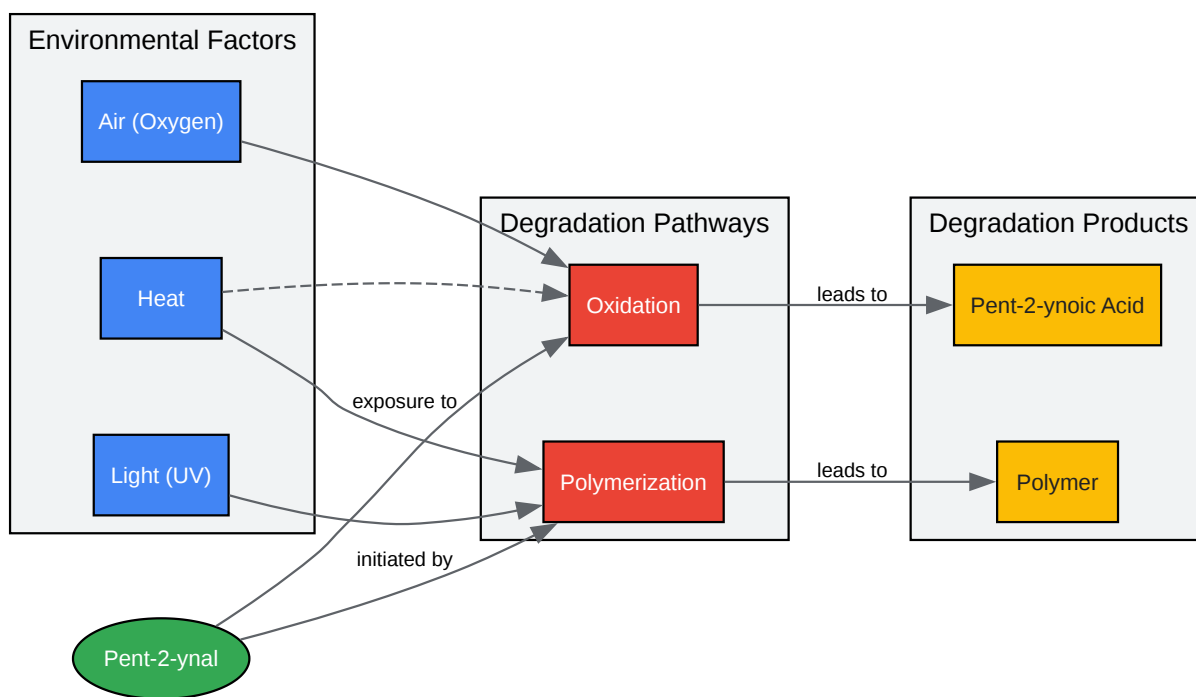 Environmental Factors
Air (Oxygen)
Heat
Light (UV)
Pent-2-ynal
exposure to
initiated by
Degradation Pathways
Oxidation
Polymerization
leads to
leads to
Degradation Products
Pent-2-ynoic Acid
Polymer